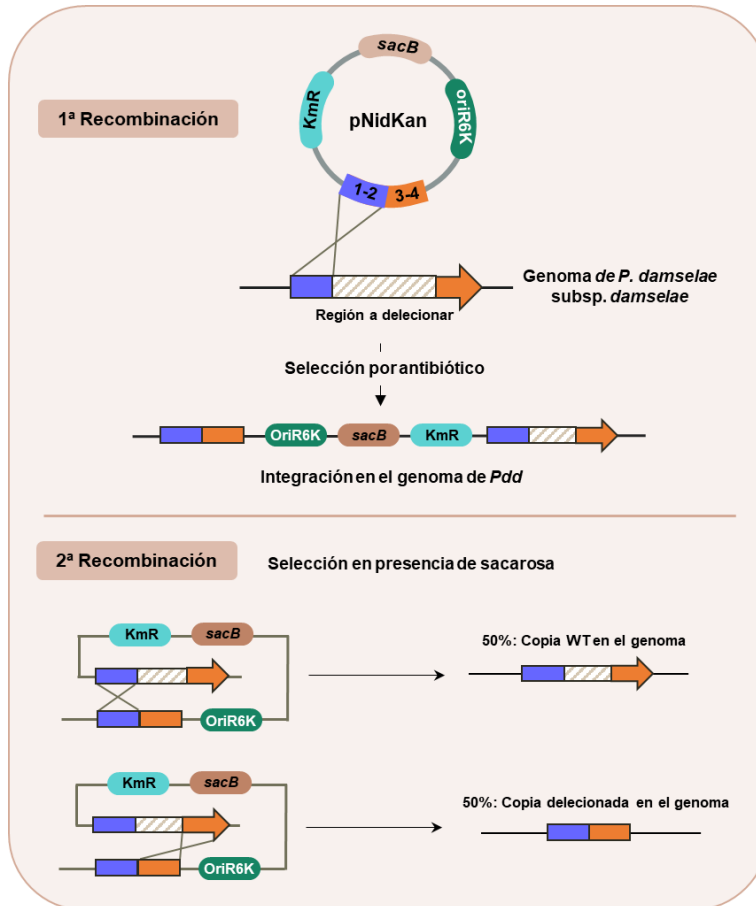 sacB
1ª Recombinación
KmR
pNidKan
oriR6K
1-2
3-4
Genoma de P. damselae
subsp. damselae
Región a delecionar
Selección por antibiótico
OriR6K
sacB
KmR
Integración en el genoma de Pdd
2ª Recombinación
Selección en presencia de sacarosa
KmR
sacB
50%: Copia WT en el genoma
OriR6K
KmR
sacB
50%: Copia delecionada en el genoma
OriR6K